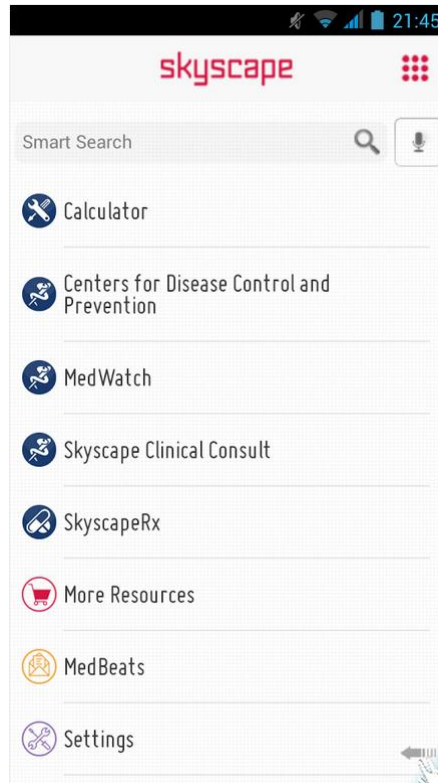 21:45
skyscape
Smart Search
Calculator
Centers for Disease Control and
Prevention
MedWatch
Skyscape Clinical Consult
SkyscapeRx
More Resources
MedBeats
Settings